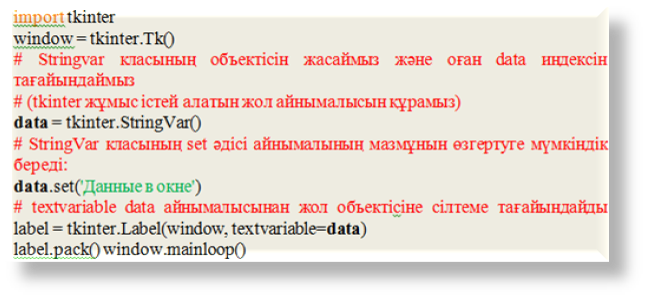 import tkinter
window = tkinter.Tk()
# Stringvar класының объектісін жасаймыз және оған data индексін
тағайындаймыз
# (tkinter жұмыс істей алатын жол айнымалысын құрамыз)
data = tkinter.StringVar()
# StringVar класының set әдісі айнымалының мазмұнын өзгертуге мүмкіндік
береді:
data.set('Данные в окне')
# textvariable data айнымалысынан жол объектісіне сілтеме тағайындайды
label = tkinter.Label(window, textvariable=data)
label.pack() window.mainloop()